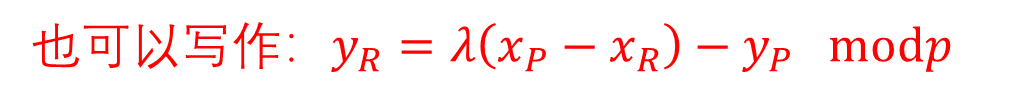 也可以写作：y_R = λ(x_P − x_R) − y_P modp